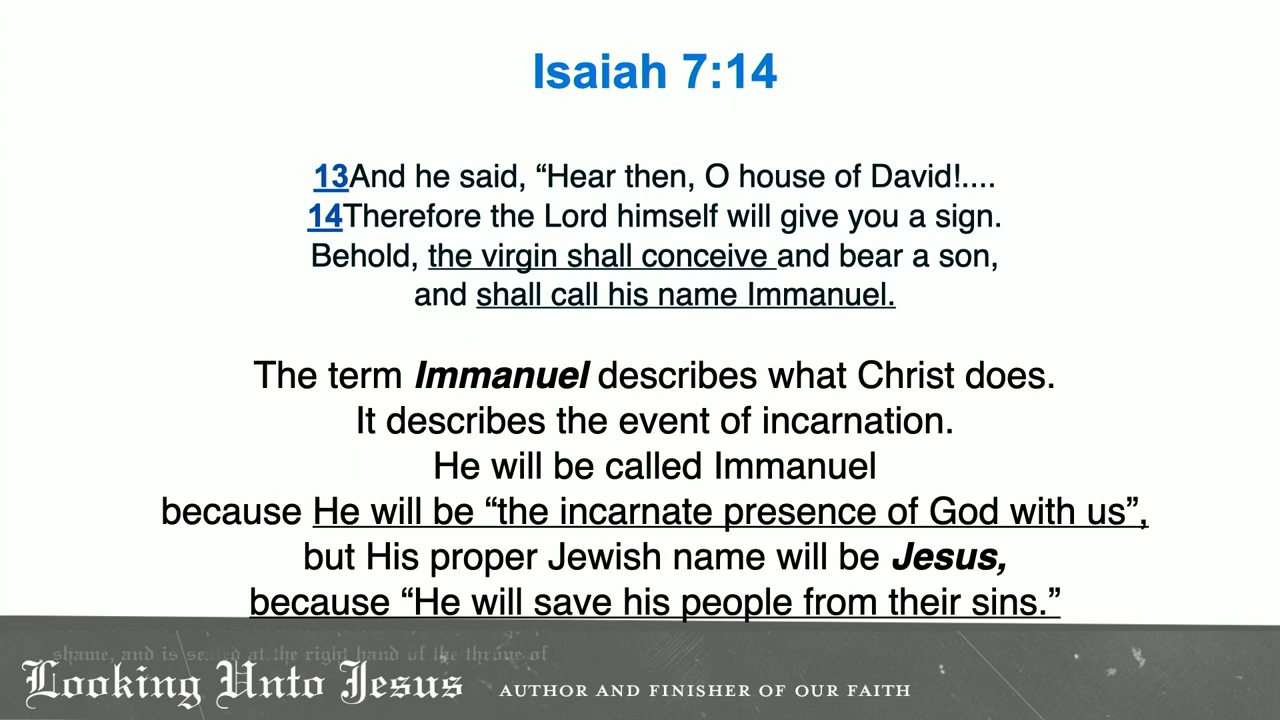 Isaiah 7:14
13And he said, “Hear then, O house of David!....
14Therefore the Lord himself will give you a sign.
Behold, the virgin shall conceive and bear a son,
and shall call his name Immanuel.
The term Immanuel describes what Christ does.
It describes the event of incarnation.
He will be called Immanuel
because He will be “the incarnate presence of God with us”,
but His proper Jewish name will be Jesus,
because “He will save his people from their sins.”
shame, and is seated at the right hand of the throne of
Looking Unto Jesus
AUTHOR AND FINISHER OF OUR FAITH